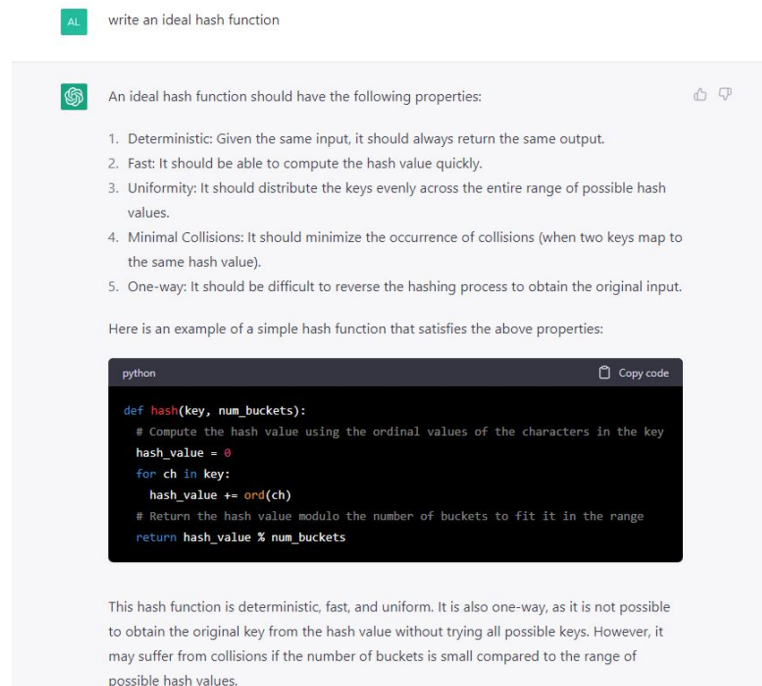 AL
write an ideal hash function
An ideal hash function should have the following properties:
1. Deterministic: Given the same input, it should always return the same output.
2. Fast: It should be able to compute the hash value quickly.
3. Uniformity: It should distribute the keys evenly across the entire range of possible hash
values.
4. Minimal Collisions: It should minimize the occurrence of collisions (when two keys map to
the same hash value).
5. One-way: It should be difficult to reverse the hashing process to obtain the original input.
Here is an example of a simple hash function that satisfies the above properties:
python
Copy code
def hash(key, num_buckets):
  # Compute the hash value using the ordinal values of the characters in the key
  hash_value = 0
  for ch in key:
    hash_value += ord(ch)
  # Return the hash value modulo the number of buckets to fit it in the range
  return hash_value % num_buckets
This hash function is deterministic, fast, and uniform. It is also one-way, as it is not possible
to obtain the original key from the hash value without trying all possible keys. However, it
may suffer from collisions if the number of buckets is small compared to the range of
possible hash values.